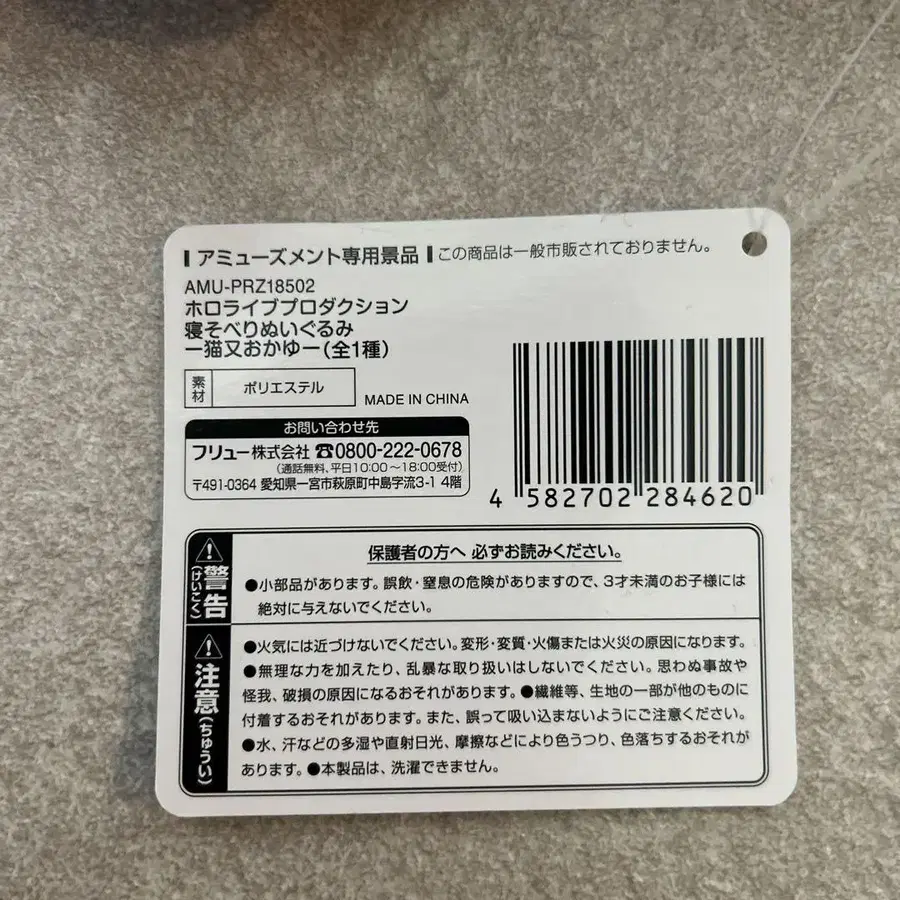 アミューズメント専用景品 この商品は一般市販されておりません。
AMU-PRZ18502
ホロライブプロダクション
寝そべりぬいぐるみ
ー猫又おかゆー(全1種)
素材 ポリエステル
MADE IN CHINA
お問い合わせ先
フリュー株式会社 ☎0800-222-0678
(通話無料、平日10:00～18:00受付)
〒491-0364 愛知県一宮市萩原町中島字流3-1 4階
4 582702 284620
警告(けいこく)
保護者の方へ 必ずお読みください。
●小部品があります。誤飲・窒息の危険がありますので、3才未満のお子様には
絶対に与えないでください。
注意(ちゅうい)
●火気には近づけないでください。変形・変質・火傷または火災の原因になります。
●無理な力を加えたり、乱暴な取り扱いはしないでください。思わぬ事故や
怪我、破損の原因になるおそれがあります。●繊維等、生地の一部が他のものに
付着するおそれがあります。また、誤って吸い込まないようにご注意ください。
●水、汗などの多湿や直射日光、摩擦などにより色うつり、色落ちするおそれが
あります。●本製品は、洗濯できません。